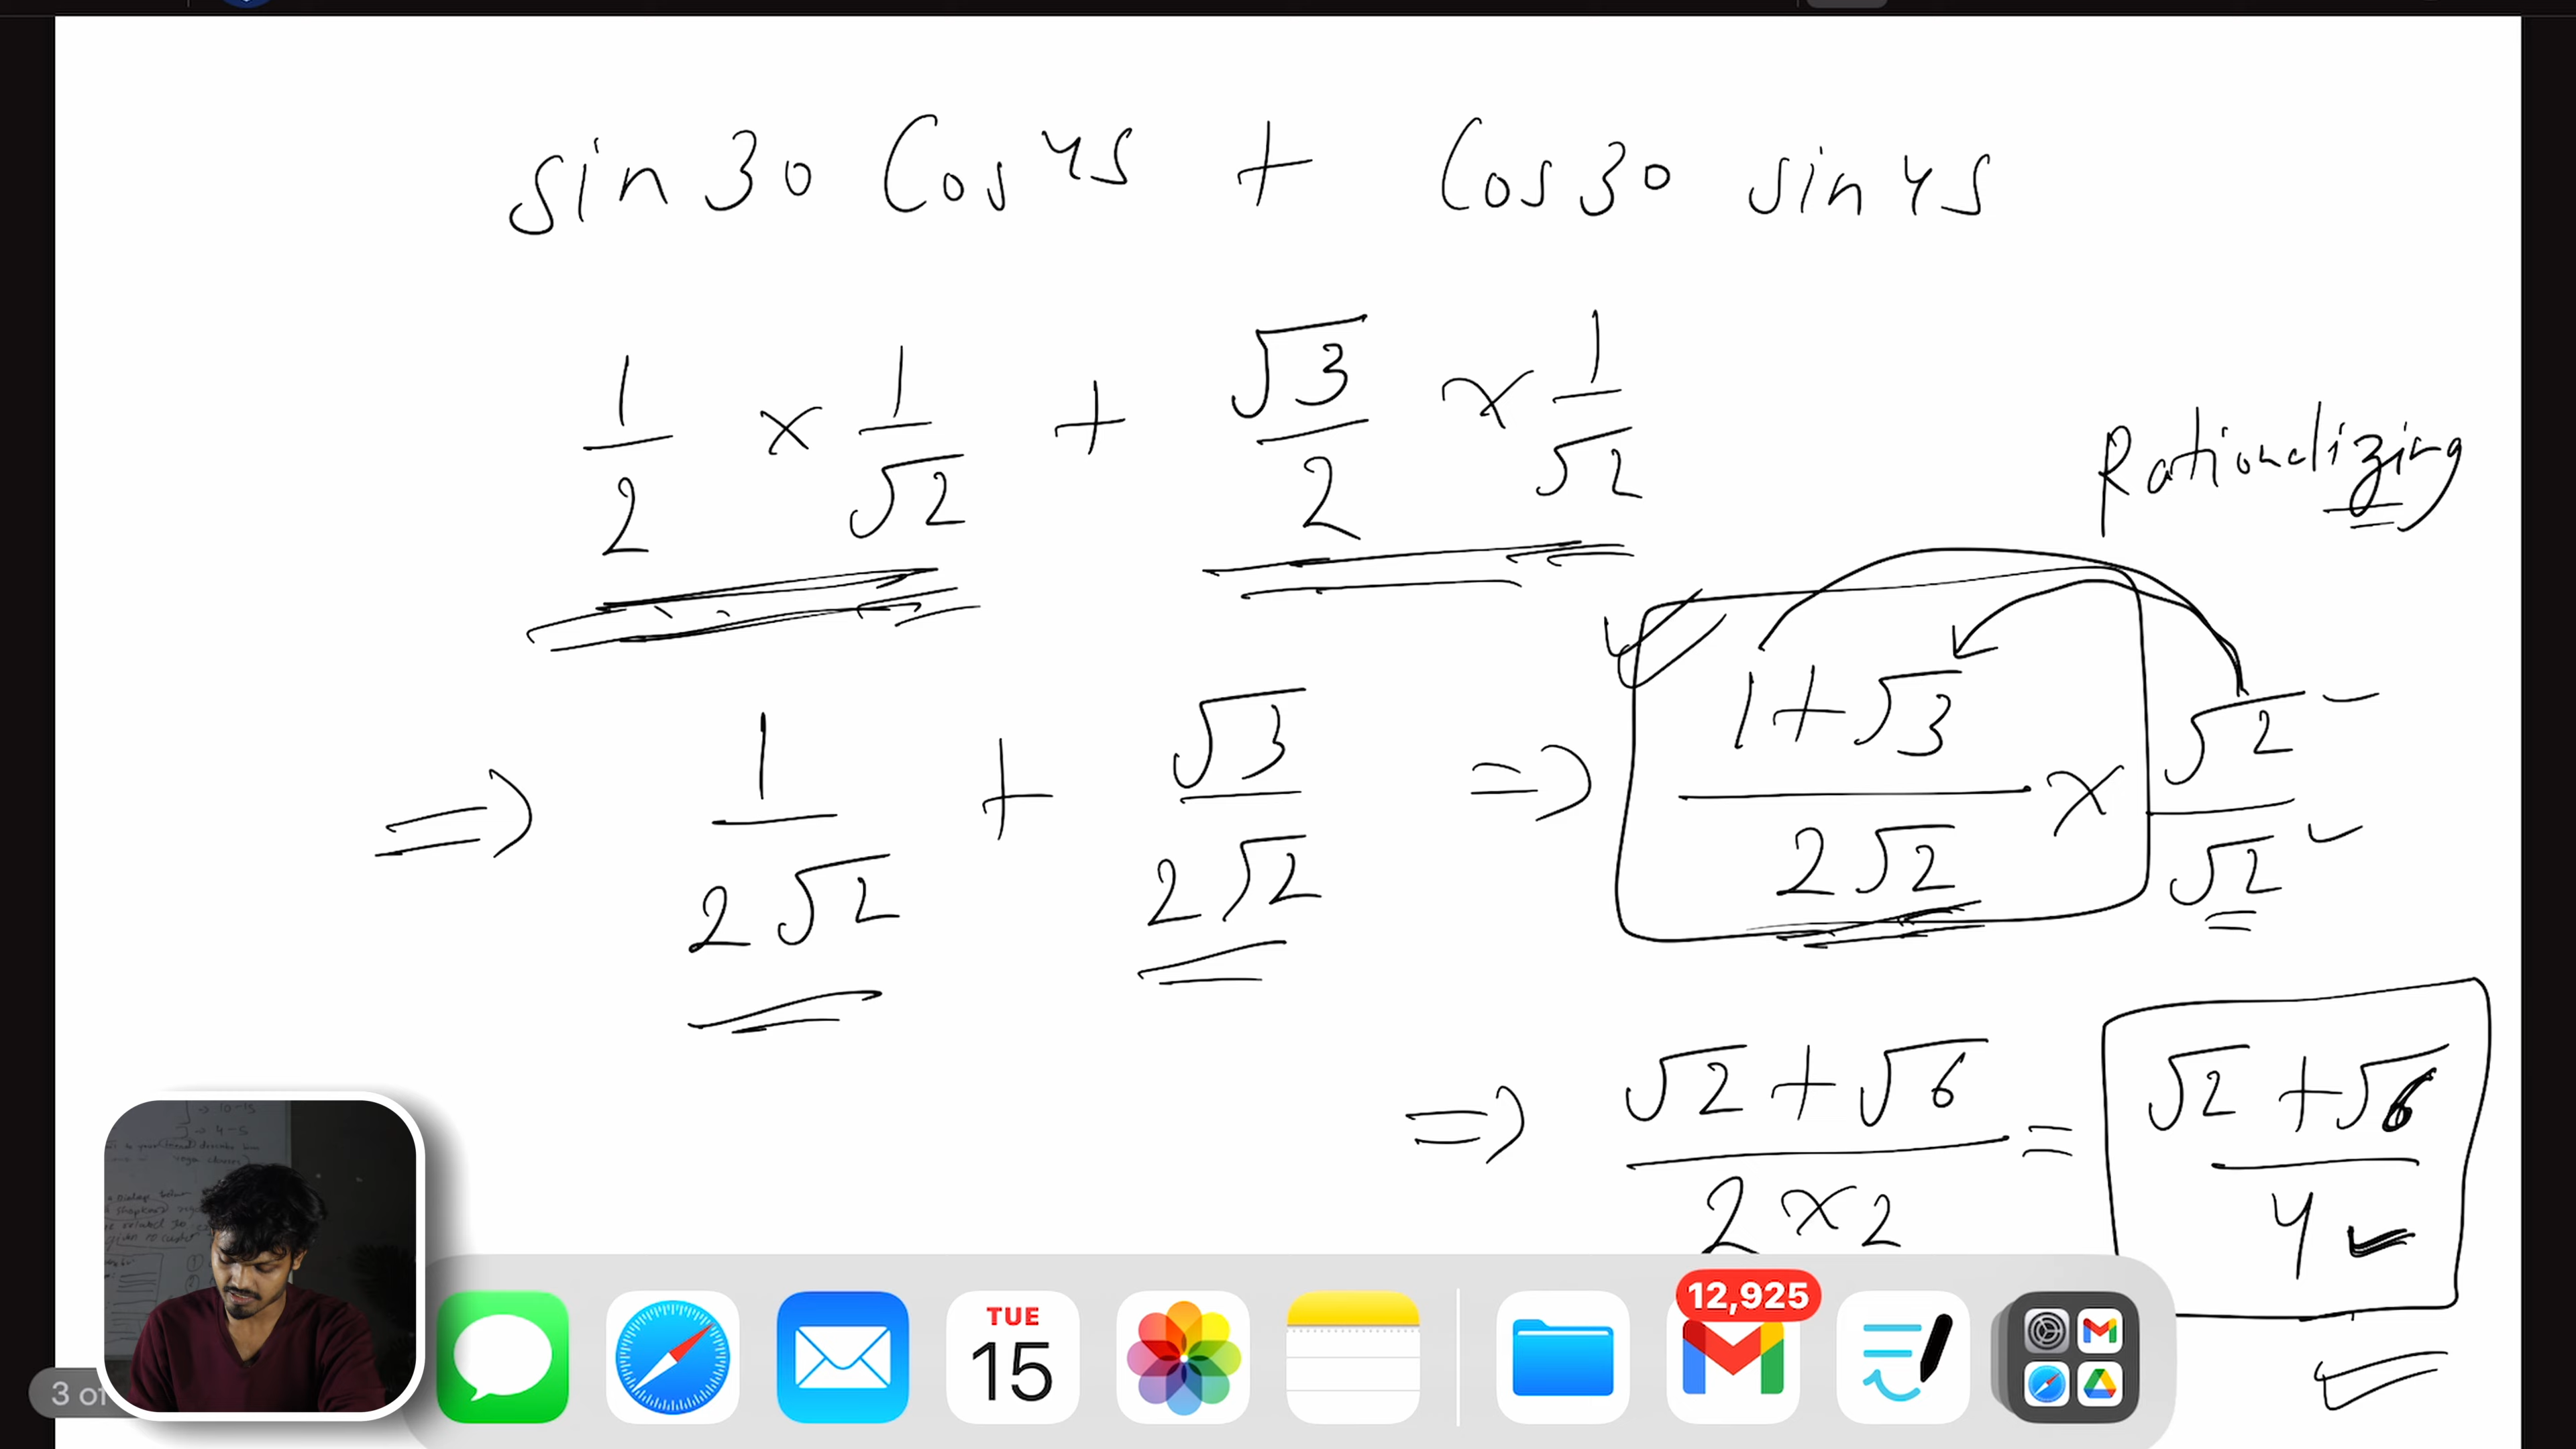 sin 30 Cos 45 + Cos 30 sin 45
1/2 × 1/√2 + √3/2 × 1/√2
Rationalizing
=> 1/2√2 + √3/2√2 => 1+√3/2√2 × √2/√2
=> √2+√6/2×2 = √2+√6/4
12,925
TUE
15
3 of